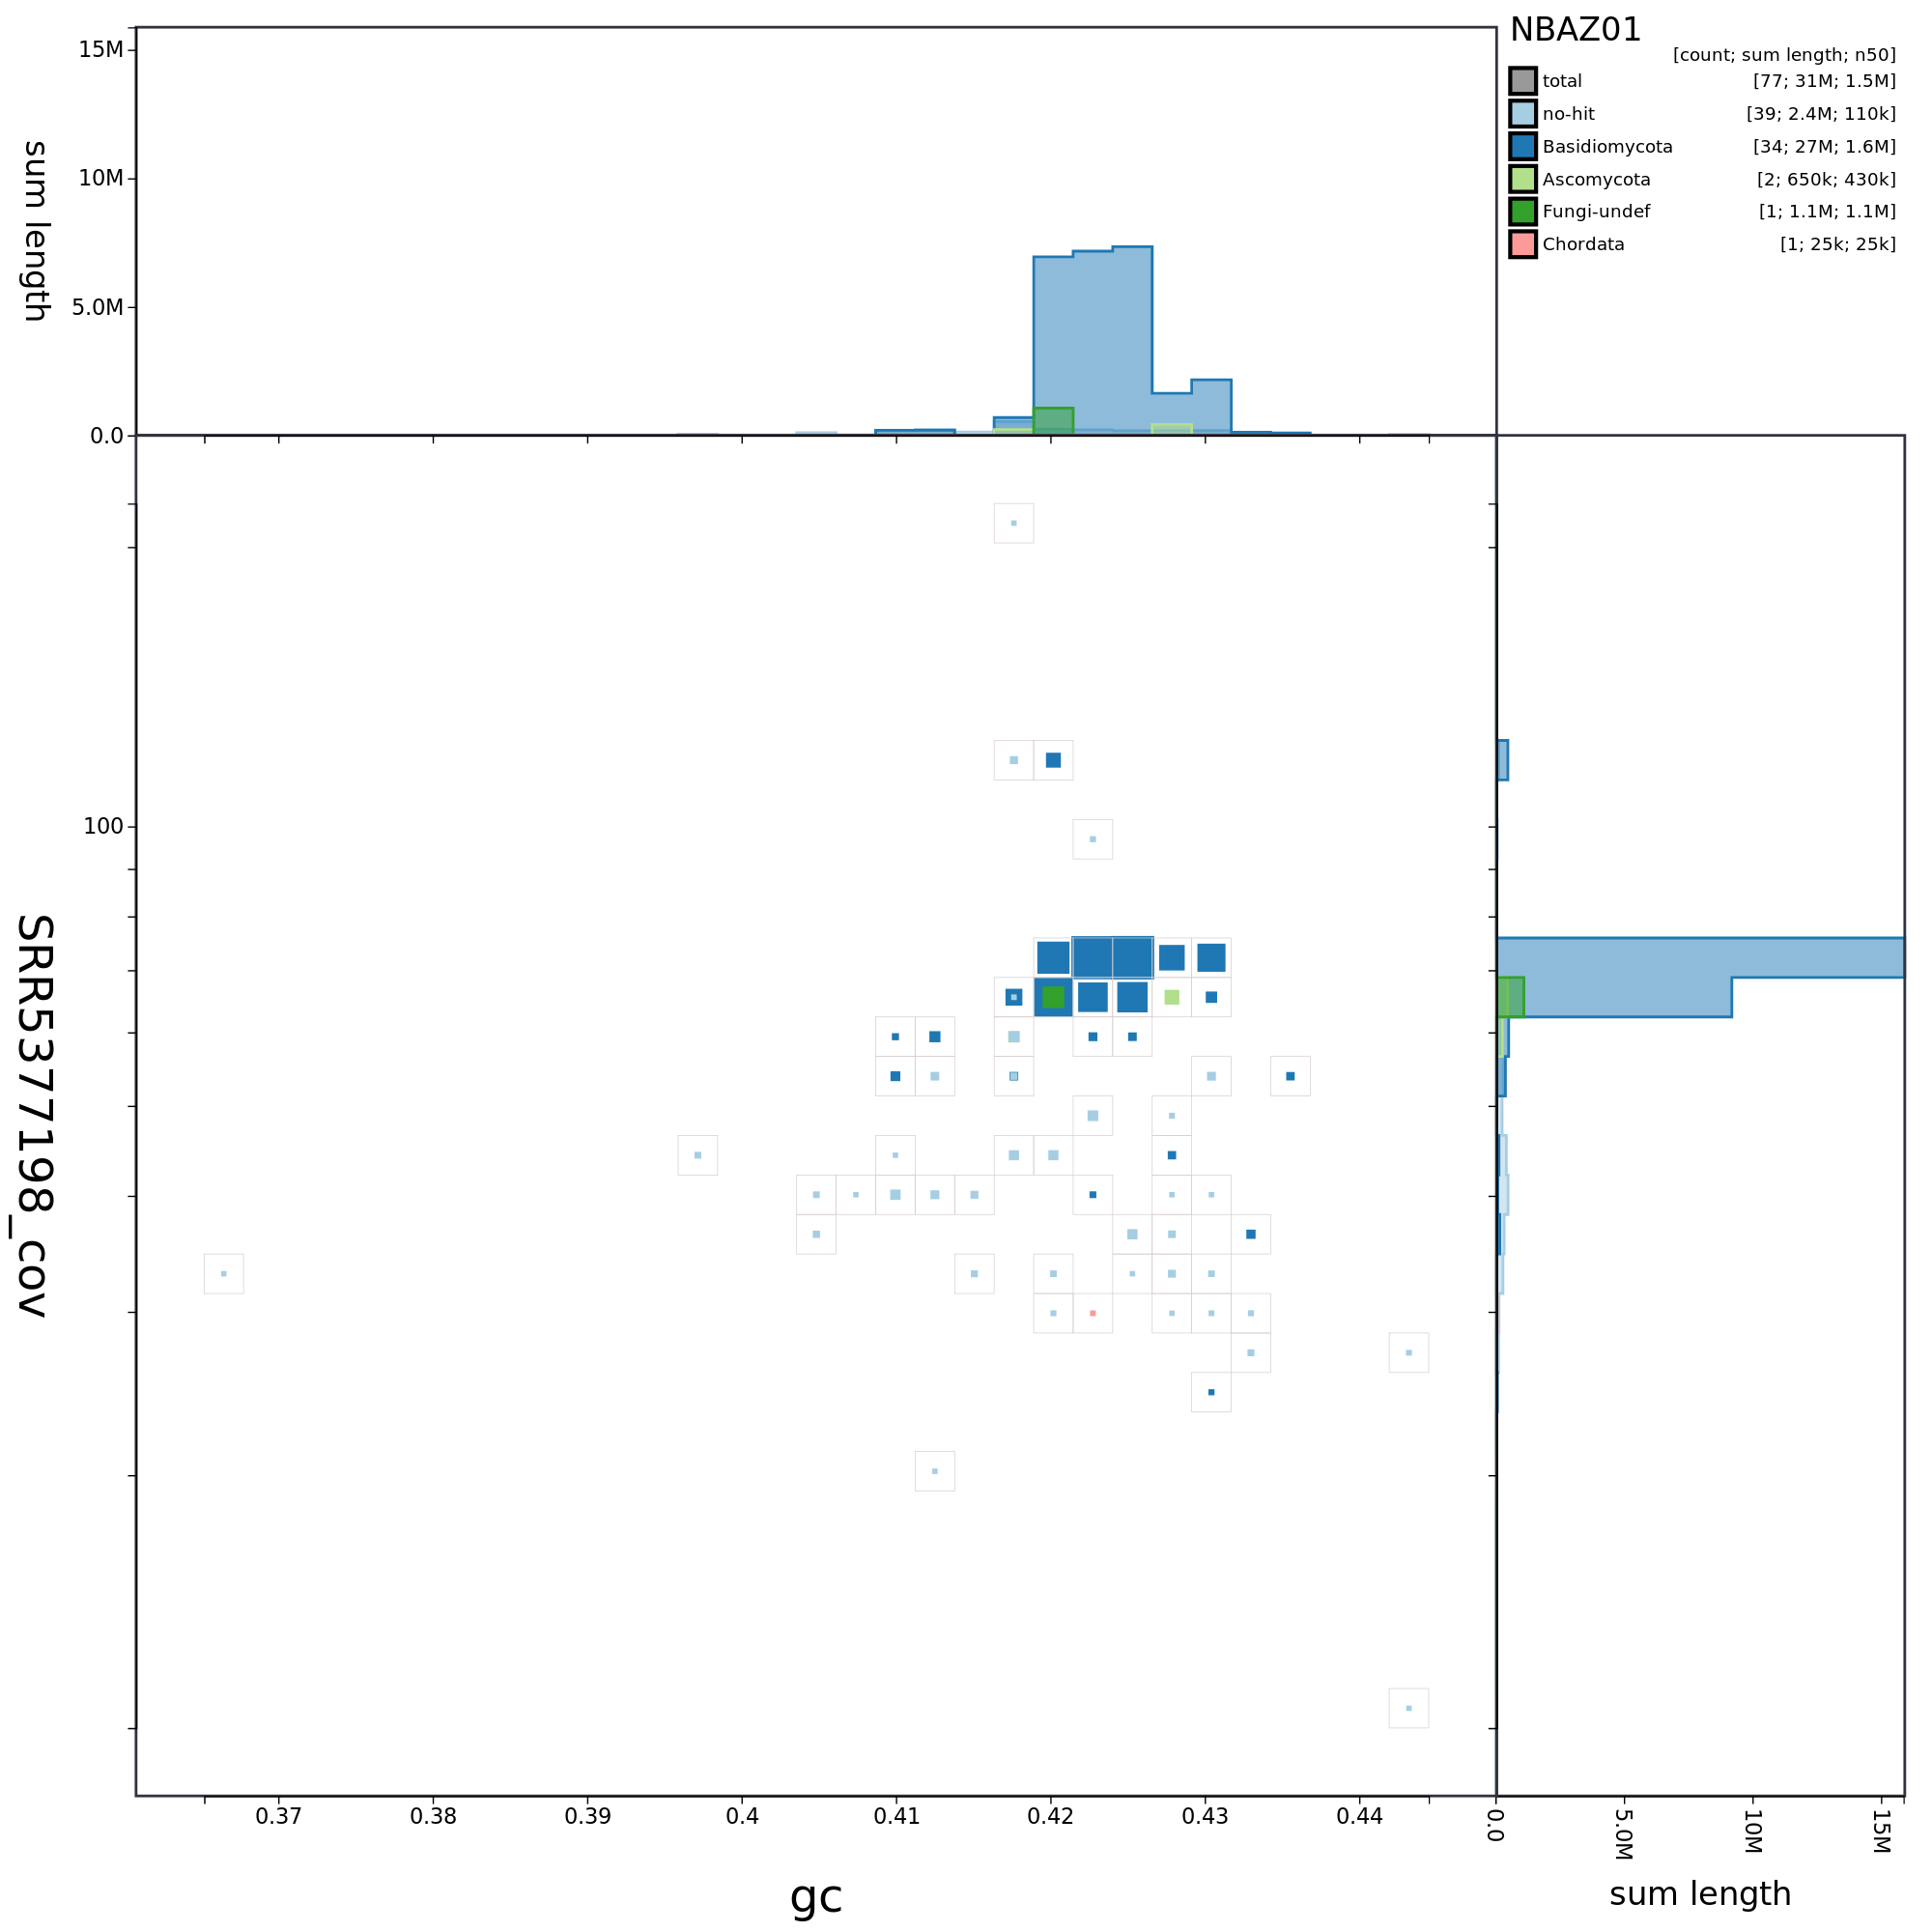 NBAZ01
[count; sum length; n50]
total [77; 31M; 1.5M]
no-hit [39; 2.4M; 110k]
Basidiomycota [34; 27M; 1.6M]
Ascomycota [2; 650k; 430k]
Fungi-undef [1; 1.1M; 1.1M]
Chordata [1; 25k; 25k]
sum length
15M
10M
5.0M
0.0
SRR5377198_cov
100
0.37 0.38 0.39 0.4 0.41 0.42 0.43 0.44
gc
0.0 5.0M 10M 15M
sum length